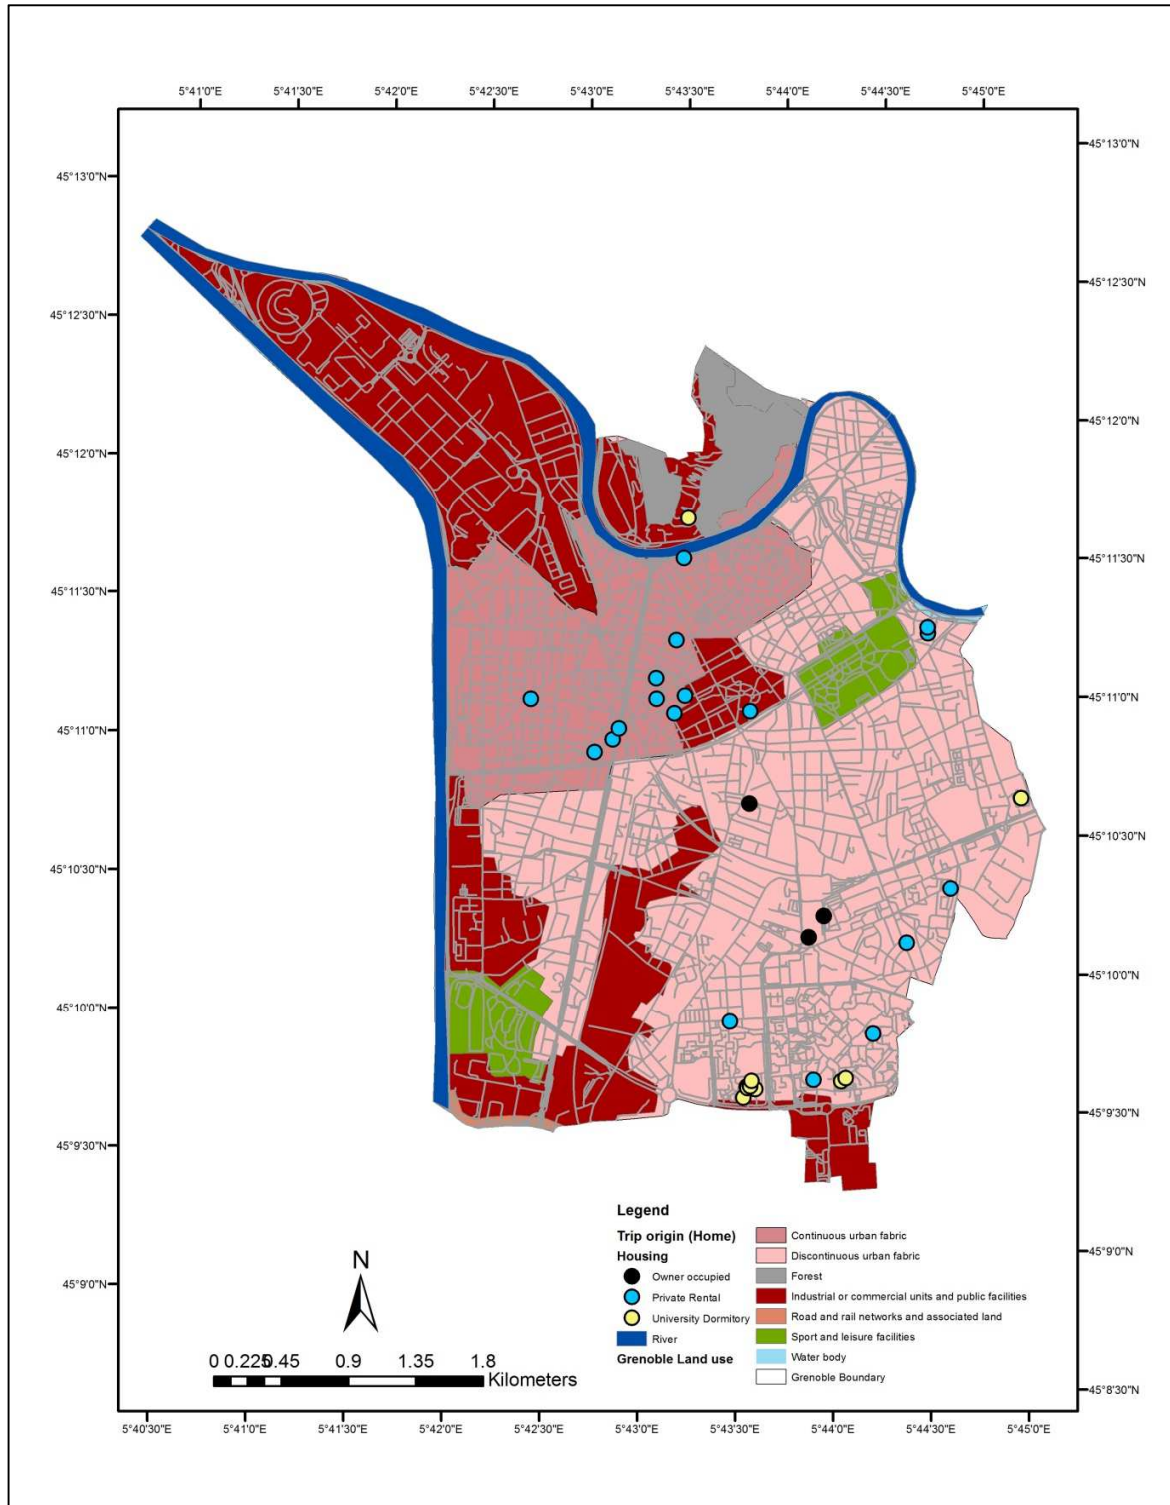 5°41'0"E 5°41'30"E 5°42'0"E 5°42'30"E 5°43'0"E 5°43'30"E 5°44'0"E 5°44'30"E 5°45'0"E
45°13'0"N
45°13'0"N
45°12'30"N
45°12'30"N
45°12'0"N
45°12'0"N
45°11'30"N
45°11'30"N
45°11'0"N
45°11'0"N
45°10'30"N
45°10'30"N
45°10'0"N
45°10'0"N
45°9'30"N
45°9'30"N
45°9'0"N
45°9'0"N
45°8'30"N
Legend
Trip origin (Home)
Housing
Owner occupied
Private Rental
University Dormitory
River
Grenoble Land use
Continuous urban fabric
Discontinuous urban fabric
Forest
Industrial or commercial units and public facilities
Road and rail networks and associated land
Sport and leisure facilities
Water body
Grenoble Boundary
N
0 0.225 0.45 0.9 1.35 1.8
Kilometers
5°40'30"E 5°41'0"E 5°41'30"E 5°42'0"E 5°42'30"E 5°43'0"E 5°43'30"E 5°44'0"E 5°44'30"E 5°45'0"E